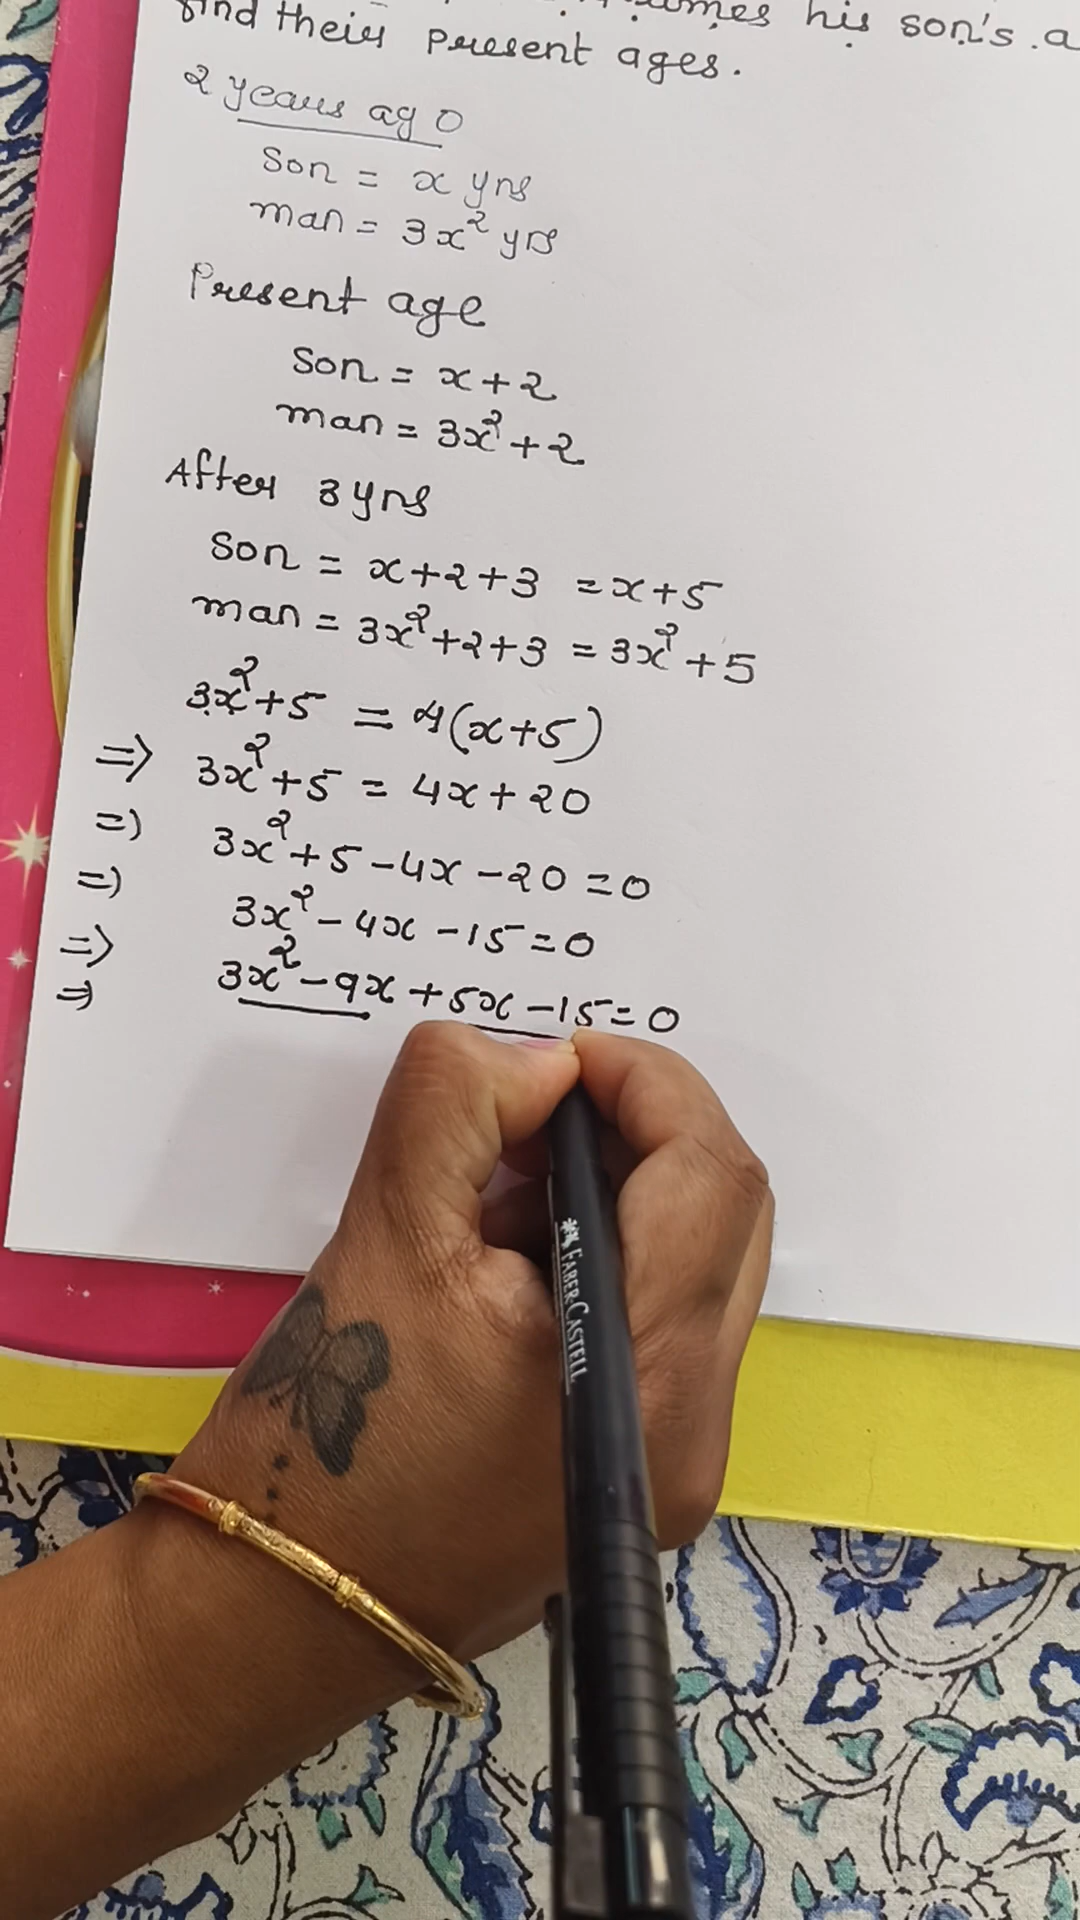 times his son's.
find their present ages.
2 years ago
Son = x yrs
man = 3x² yrs
Present age
Son = x+2
man = 3x²+2
After 3 yrs
Son = x+2+3 = x+5
man = 3x²+2+3 = 3x²+5
3x²+5 = 4(x+5)
=> 3x²+5 = 4x+20
=> 3x²+5-4x-20=0
=> 3x²-4x-15=0
=> 3x²-9x+5x-15=0
=>
FABER-CASTELL